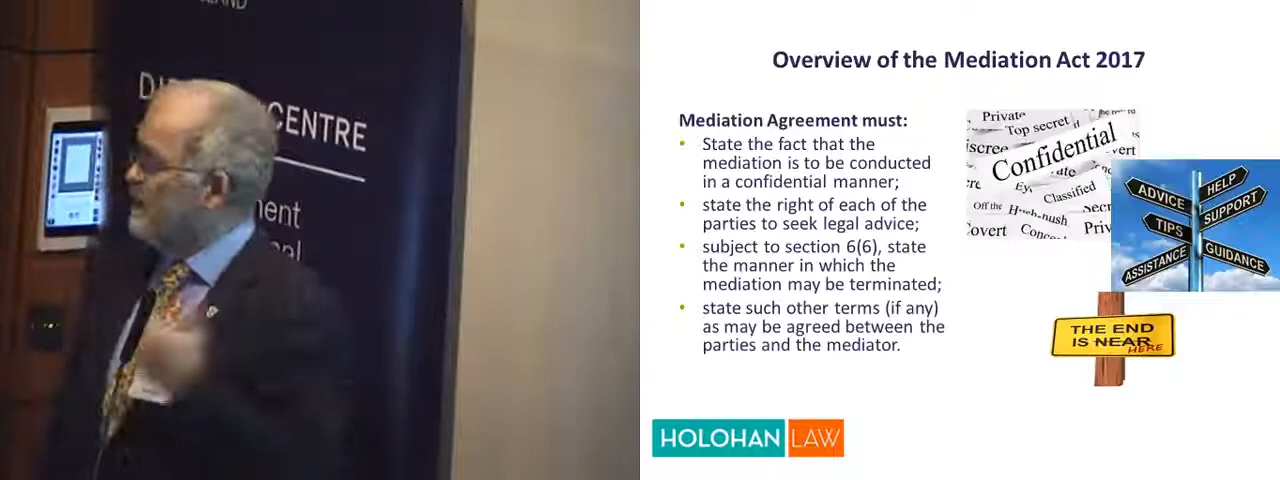 CENTRE
Overview of the Mediation Act 2017
Mediation Agreement must:
• State the fact that the
mediation is to be conducted
in a confidential manner;
• state the right of each of the
parties to seek legal advice;
• subject to section 6(6), state
the manner in which the
mediation may be terminated;
• state such other terms (if any)
as may be agreed between the
parties and the mediator.
Private
Top secret
Confidential
Classified
Off the
Hush-hush
Covert
ADVICE
HELP
TIPS
SUPPORT
ASSISTANCE
GUIDANCE
THE END
IS NEAR
HERE
HOLOHAN LAW